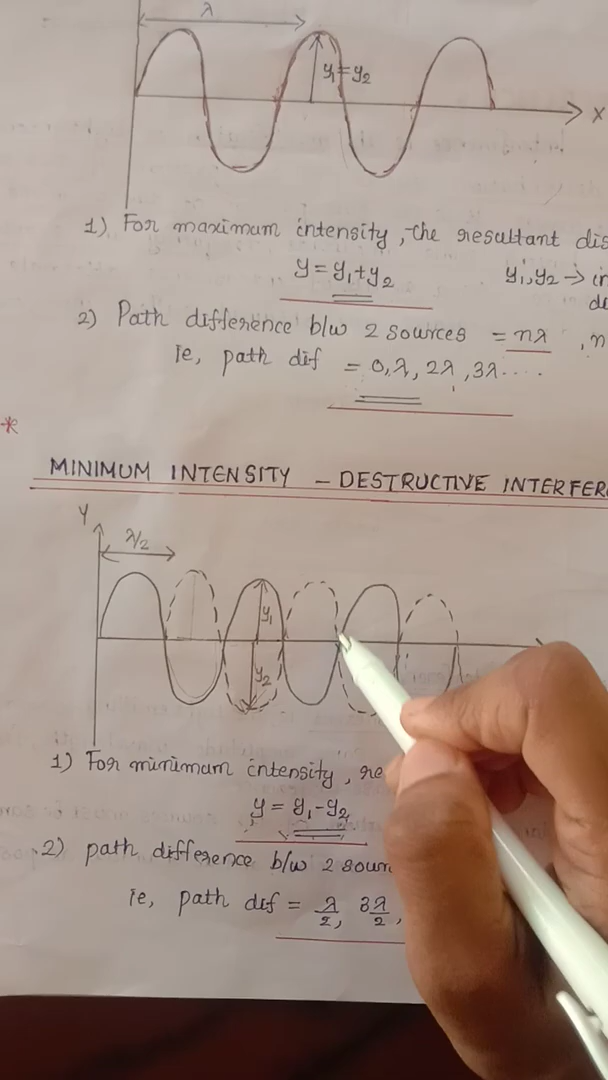 λ
y₁=y₂
X
1) For maximum intensity, the resultant dis
y = y₁+y₂ y₁,y₂ → in
de
2) Path difference b/w 2 sources = nλ , n
ie, path dif = 0, λ, 2λ, 3λ....
*
MINIMUM INTENSITY – DESTRUCTIVE INTERFER
Y
λ/2
y₁
y₂
1) For minimum intensity, re
y = y₁-y₂
2) path difference b/w 2 sour
ie, path dif = λ/2, 3λ/2,